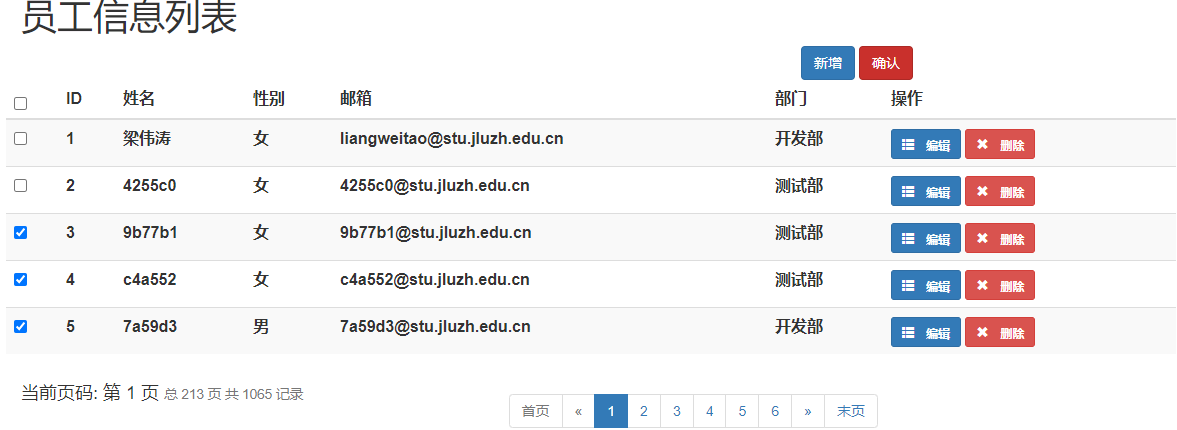 员工信息列表
新增 确认
ID 姓名 性别 邮箱 部门 操作
1 梁伟涛 女 liangweitao@stu.jluzh.edu.cn 开发部 编辑 删除
2 4255c0 女 4255c0@stu.jluzh.edu.cn 测试部 编辑 删除
3 9b77b1 女 9b77b1@stu.jluzh.edu.cn 测试部 编辑 删除
4 c4a552 女 c4a552@stu.jluzh.edu.cn 测试部 编辑 删除
5 7a59d3 男 7a59d3@stu.jluzh.edu.cn 开发部 编辑 删除
当前页码: 第 1 页 总 213 页 共 1065 记录
首页 « 1 2 3 4 5 6 » 末页